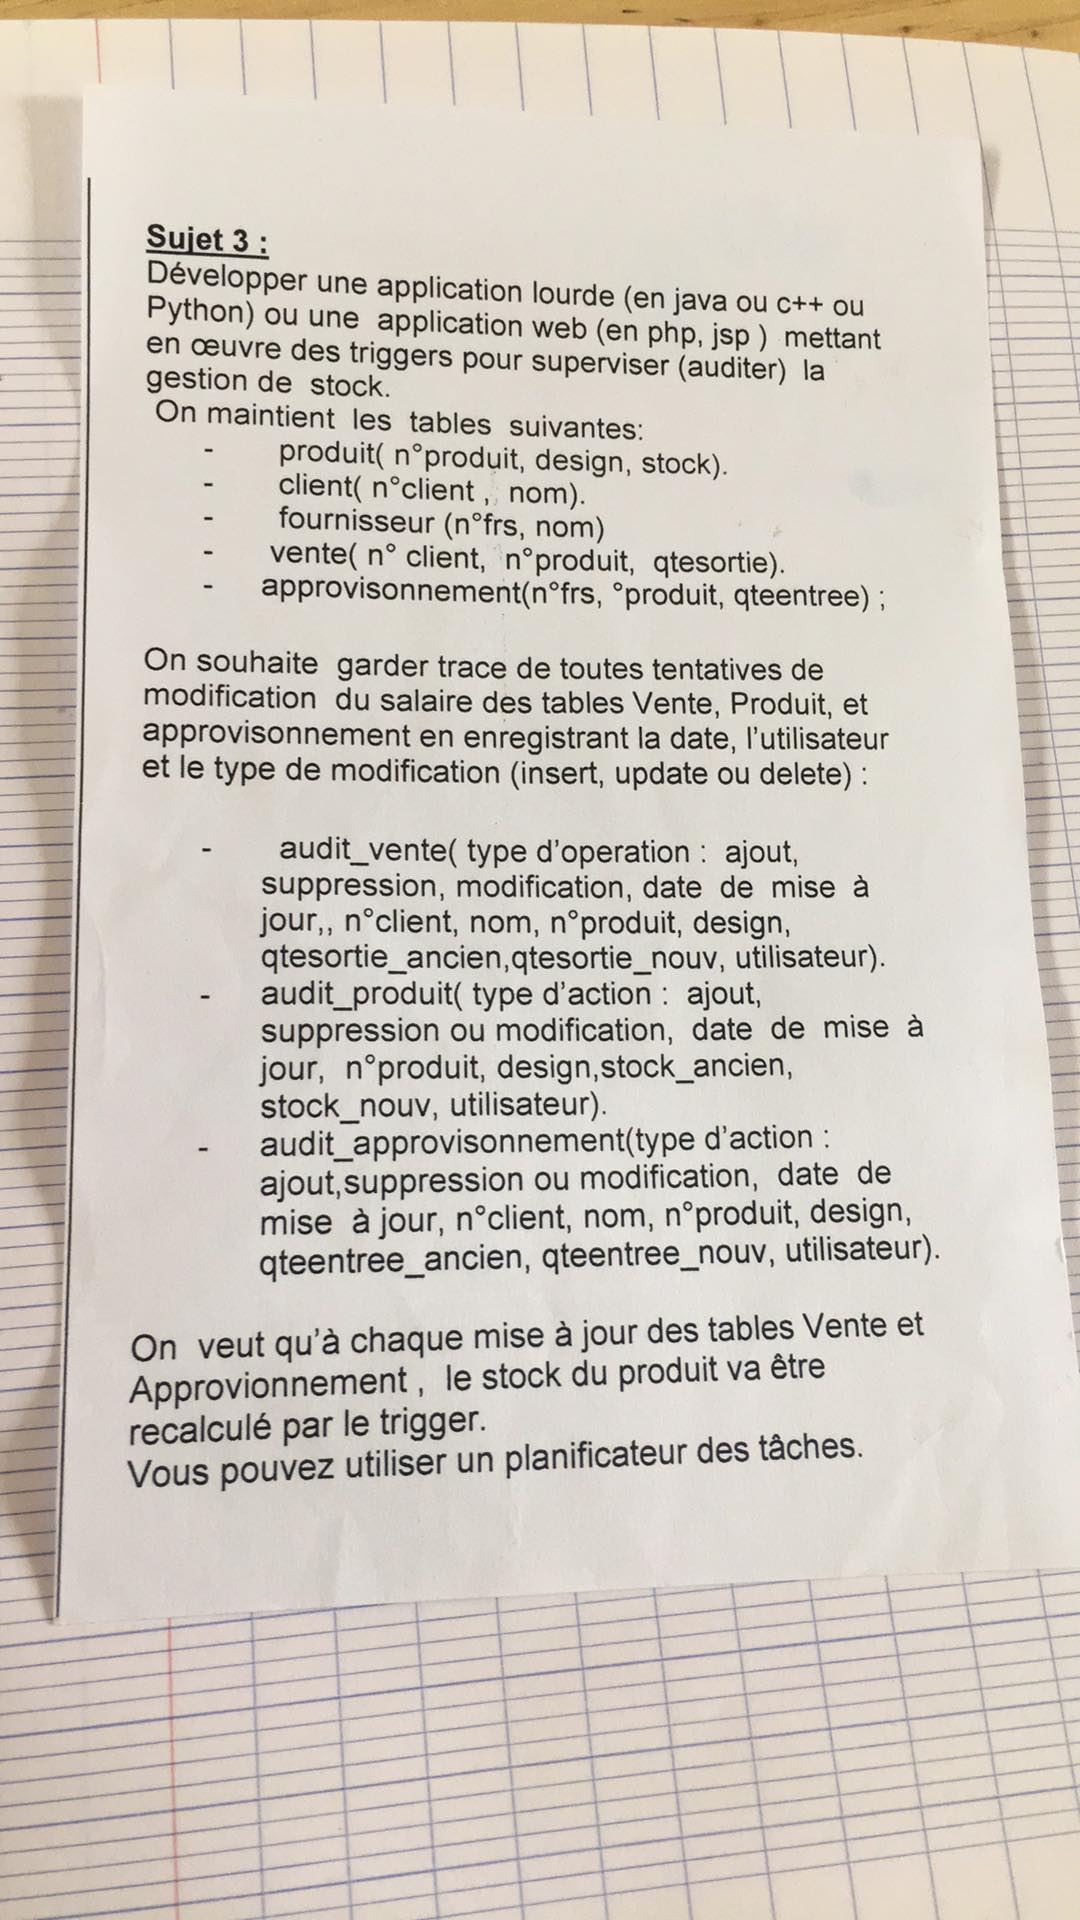 Sujet 3 :
Développer une application lourde (en java ou c++ ou
Python) ou une application web (en php, jsp ) mettant
en œuvre des triggers pour superviser (auditer) la
gestion de stock.
On maintient les tables suivantes:
- produit( n°produit, design, stock).
- client( n°client , nom).
- fournisseur (n°frs, nom)
- vente( n° client, n°produit, qtesortie).
- approvisonnement(n°frs, °produit, qteentree) ;
On souhaite garder trace de toutes tentatives de
modification du salaire des tables Vente, Produit, et
approvisonnement en enregistrant la date, l'utilisateur
et le type de modification (insert, update ou delete) :
- audit_vente( type d'operation : ajout,
suppression, modification, date de mise à
jour,, n°client, nom, n°produit, design,
qtesortie_ancien,qtesortie_nouv, utilisateur).
- audit_produit( type d'action : ajout,
suppression ou modification, date de mise à
jour, n°produit, design,stock_ancien,
stock_nouv, utilisateur).
- audit_approvisonnement(type d'action :
ajout,suppression ou modification, date de
mise à jour, n°client, nom, n°produit, design,
qteentree_ancien, qteentree_nouv, utilisateur).
On veut qu'à chaque mise à jour des tables Vente et
Approvionnement , le stock du produit va être
recalculé par le trigger.
Vous pouvez utiliser un planificateur des tâches.